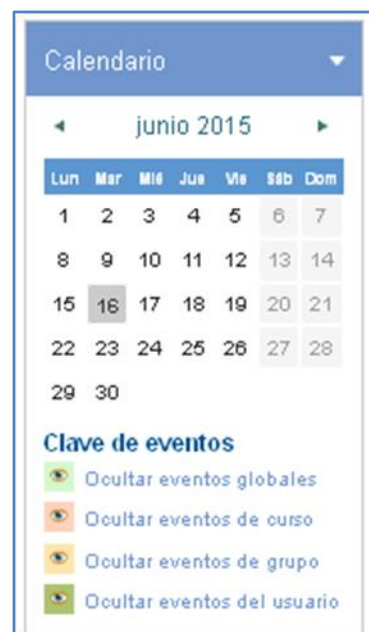 Calendario
junio 2015
Lun Mar Mié Jue Vie Sáb Dom
1 2 3 4 5 6 7
8 9 10 11 12 13 14
15 16 17 18 19 20 21
22 23 24 25 26 27 28
29 30
Clave de eventos
Ocultar eventos globales
Ocultar eventos de curso
Ocultar eventos de grupo
Ocultar eventos del usuario